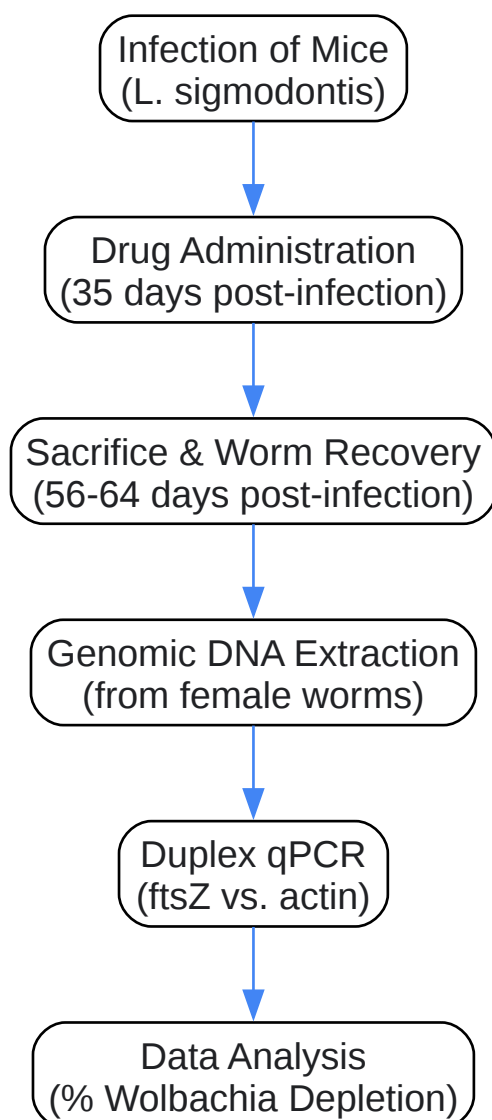 Infection of Mice
(L. sigmodontis)
Drug Administration
(35 days post-infection)
Sacrifice & Worm Recovery
(56-64 days post-infection)
Genomic DNA Extraction
(from female worms)
Duplex qPCR
(ftsZ vs. actin)
Data Analysis
(% Wolbachia Depletion)